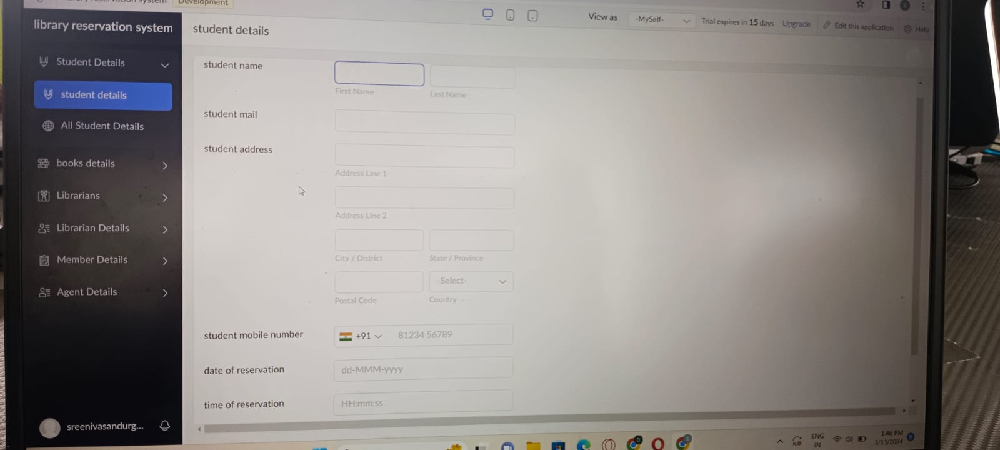 library reservation system
Development
View as
-MySelf-
Trial expires in 15 days
Upgrade
Edit this application
Help
library reservation system
Student Details
student details
All Student Details
books details
Librarians
Librarian Details
Member Details
Agent Details
sreenivasandurg...
student details
student name
First Name
Last Name
student mail
student address
Address Line 1
Address Line 2
City / District
State / Province
-Select-
Postal Code
Country
student mobile number
+91
81234 56789
date of reservation
dd-MMM-yyyy
time of reservation
HH:mm:ss
ENG
IN
1:46 PM
3/13/2024